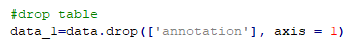 #drop table
data_1=data.drop(['annotation'], axis = 1)